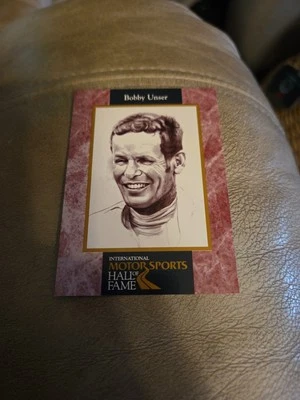 Bobby Unser
INTERNATIONAL
MOTOR SPORTS
HALL OF
FAME